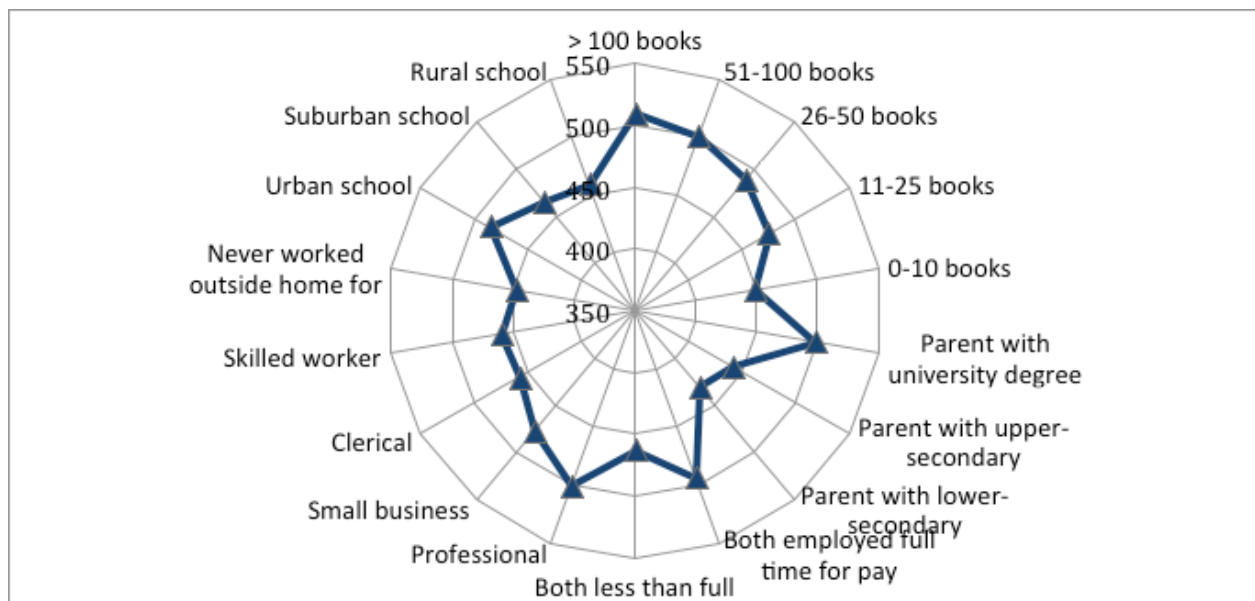 > 100 books
51-100 books
26-50 books
11-25 books
0-10 books
Parent with
university degree
Parent with upper-
secondary
Parent with lower-
secondary
Both employed full
time for pay
Both less than full
Professional
Small business
Clerical
Skilled worker
Never worked
outside home for
Urban school
Suburban school
Rural school
550
500
450
400
350